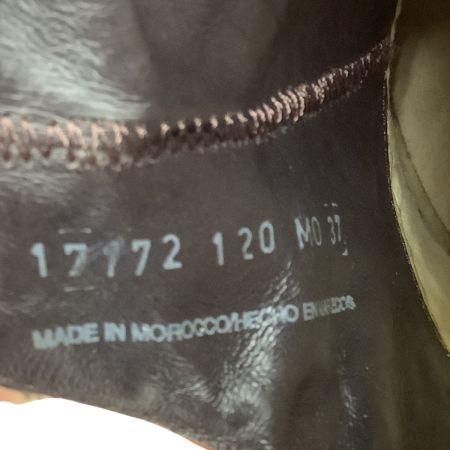 17172 120 MO 37
MADE IN MOROCCO/HECHO EN